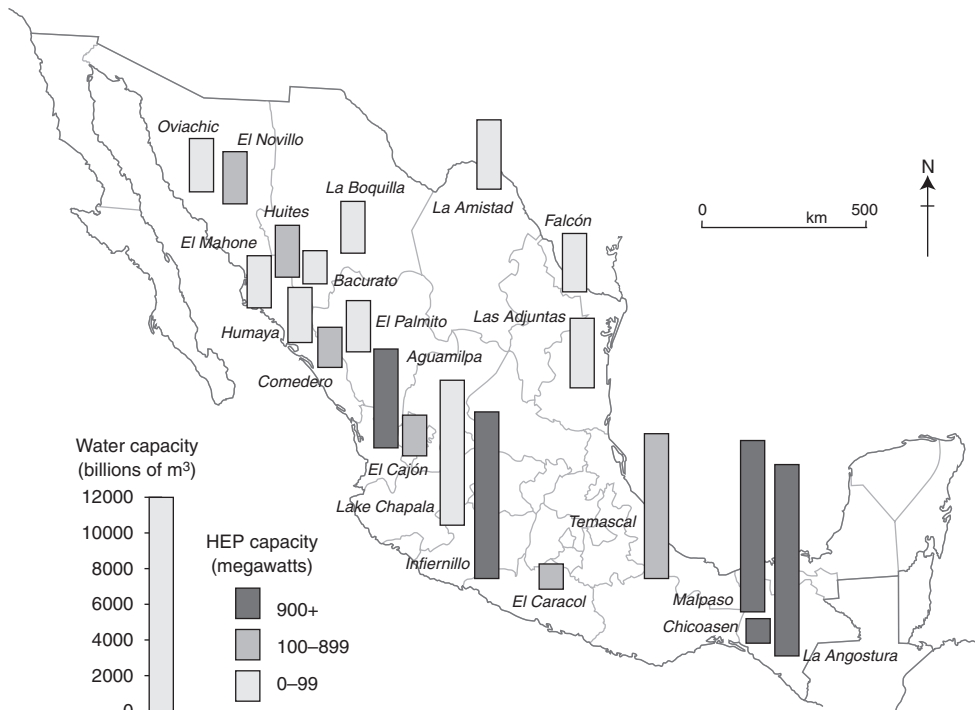 Oviachic
El Novillo
N
La Boquilla
La Amistad
0 500
km
Huites
Falcón
El Mahone
Bacurato
Humaya
El Palmito
Las Adjuntas
Comedero
Aguamilpa
El Cajón
Lake Chapala
Temascal
Infiernillo
El Caracol
Malpaso
Chicoasen
La Angostura
Water capacity
(billions of m³)
12000
10000
8000
6000
4000
2000
0
HEP capacity
(megawatts)
900+
100–899
0–99